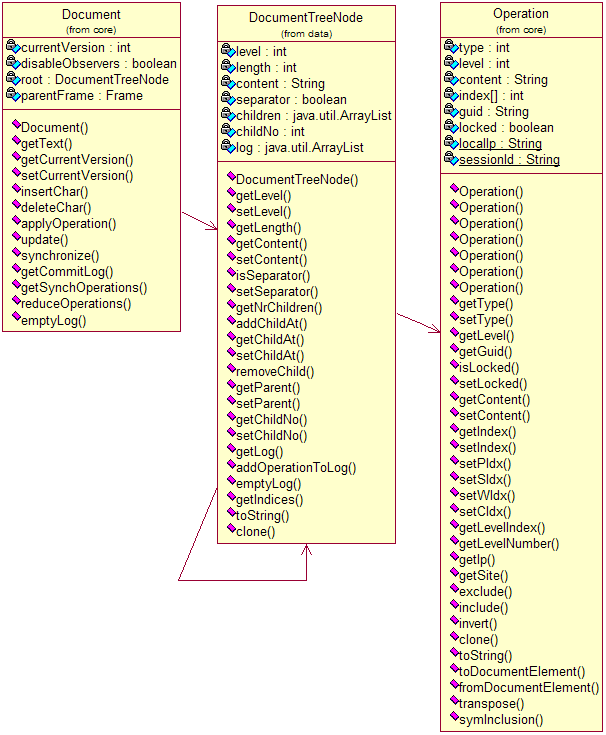 Document
(from core)
currentVersion : int
disableObservers : boolean
root : DocumentTreeNode
parentFrame : Frame
Document()
getText()
getCurrentVersion()
setCurrentVersion()
insertChar()
deleteChar()
applyOperation()
update()
synchronize()
getCommitLog()
getSynchOperations()
reduceOperations()
emptyLog()
DocumentTreeNode
(from data)
level : int
length : int
content : String
separator : boolean
children : java.util.ArrayList
childNo : int
log : java.util.ArrayList
DocumentTreeNode()
getLevel()
setLevel()
getLength()
getContent()
setContent()
isSeparator()
setSeparator()
getNrChildren()
addChildAt()
getChildAt()
setChildAt()
removeChild()
getParent()
setParent()
getChildNo()
setChildNo()
getLog()
addOperationToLog()
emptyLog()
getIndices()
toString()
clone()
Operation
(from core)
type : int
level : int
content : String
index[] : int
guid : String
locked : boolean
localIp : String
sessionId : String
Operation()
Operation()
Operation()
Operation()
Operation()
Operation()
Operation()
getType()
setType()
getLevel()
getGuid()
isLocked()
setLocked()
getContent()
setContent()
getIndex()
setIndex()
setPIdx()
setSIdx()
setWIdx()
setCIdx()
getLevelIndex()
getLevelNumber()
getIp()
getSite()
exclude()
include()
invert()
clone()
toString()
toDocumentElement()
fromDocumentElement()
transpose()
symInclusion()